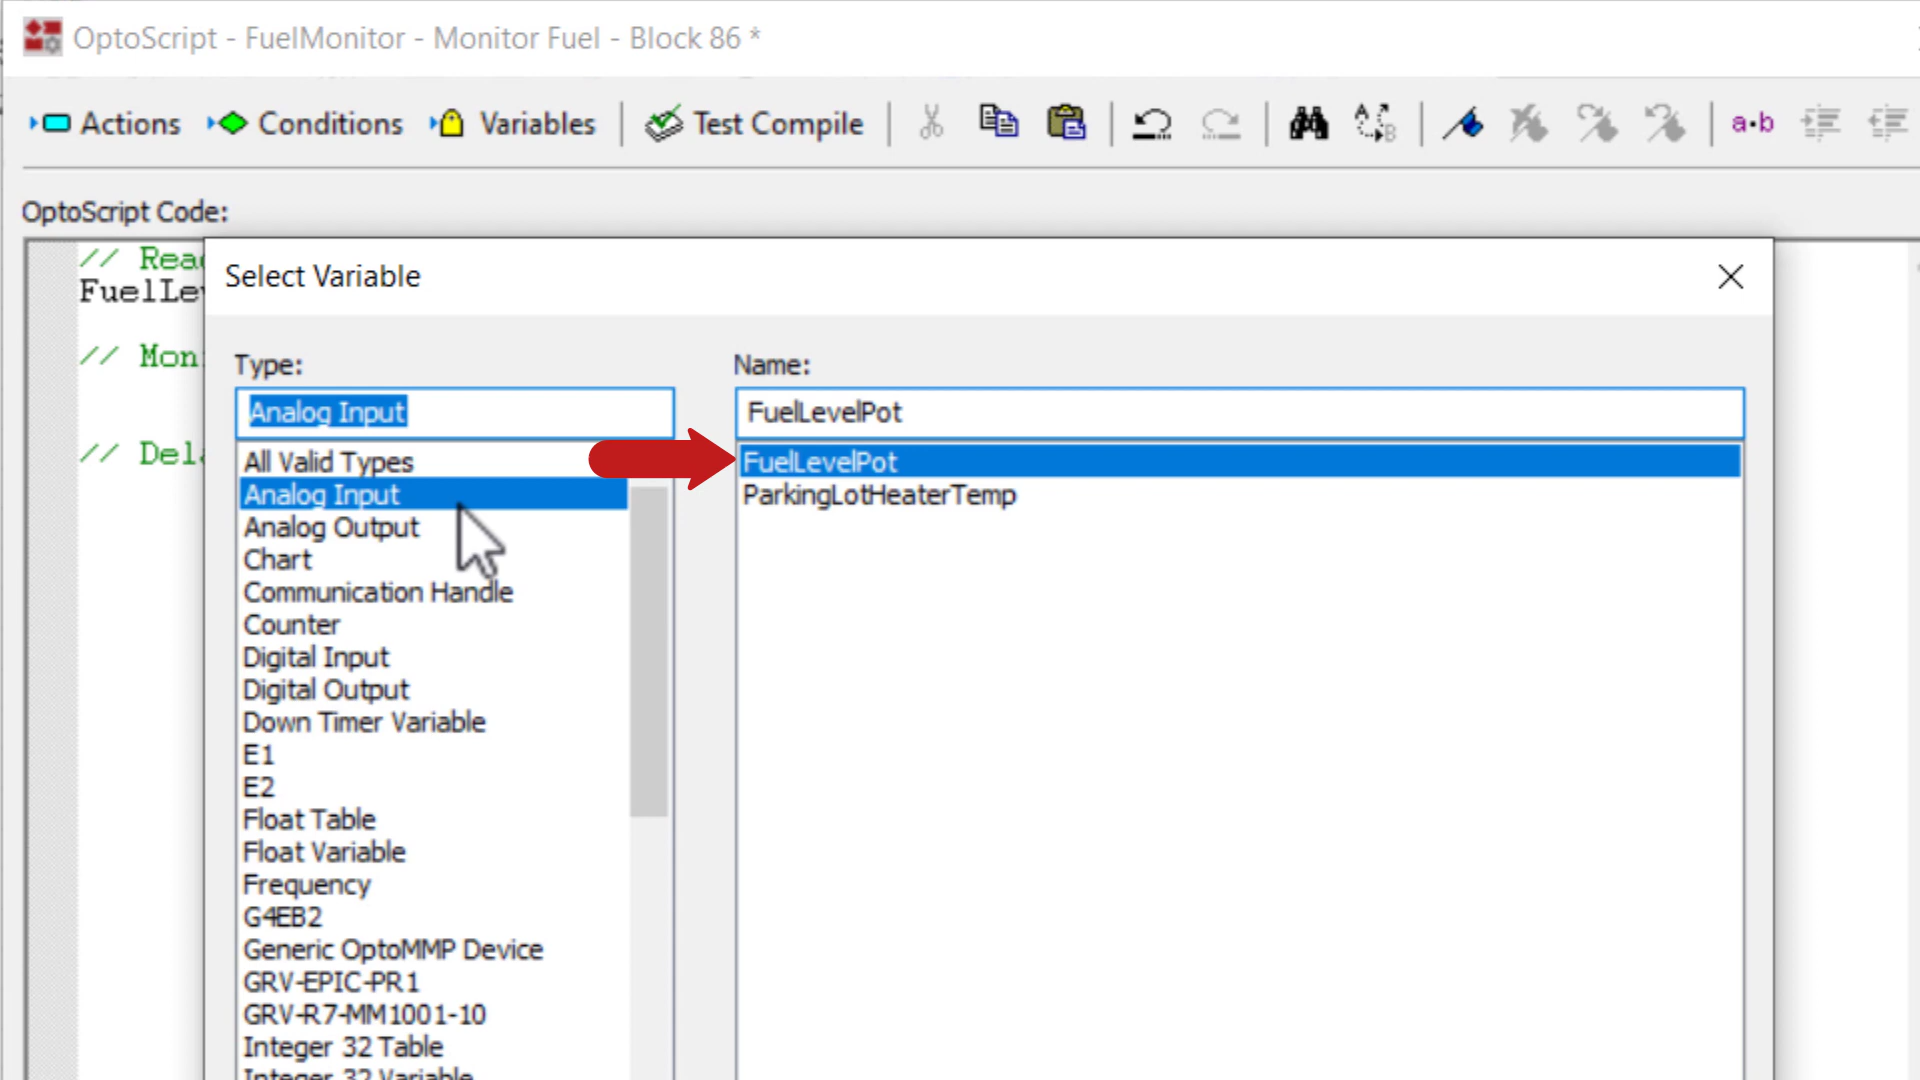 OptoScript - FuelMonitor - Monitor Fuel - Block 86 *
Actions Conditions Variables Test Compile a•b
OptoScript Code:
// Rea
FuelLe
// Mon
// Del
Select Variable
Type: Name:
Analog Input FuelLevelPot
All Valid Types
Analog Input
Analog Output
Chart
Communication Handle
Counter
Digital Input
Digital Output
Down Timer Variable
E1
E2
Float Table
Float Variable
Frequency
G4EB2
Generic OptoMMP Device
GRV-EPIC-PR1
GRV-R7-MM1001-10
Integer 32 Table
Integer 32 Variable
FuelLevelPot
ParkingLotHeaterTemp